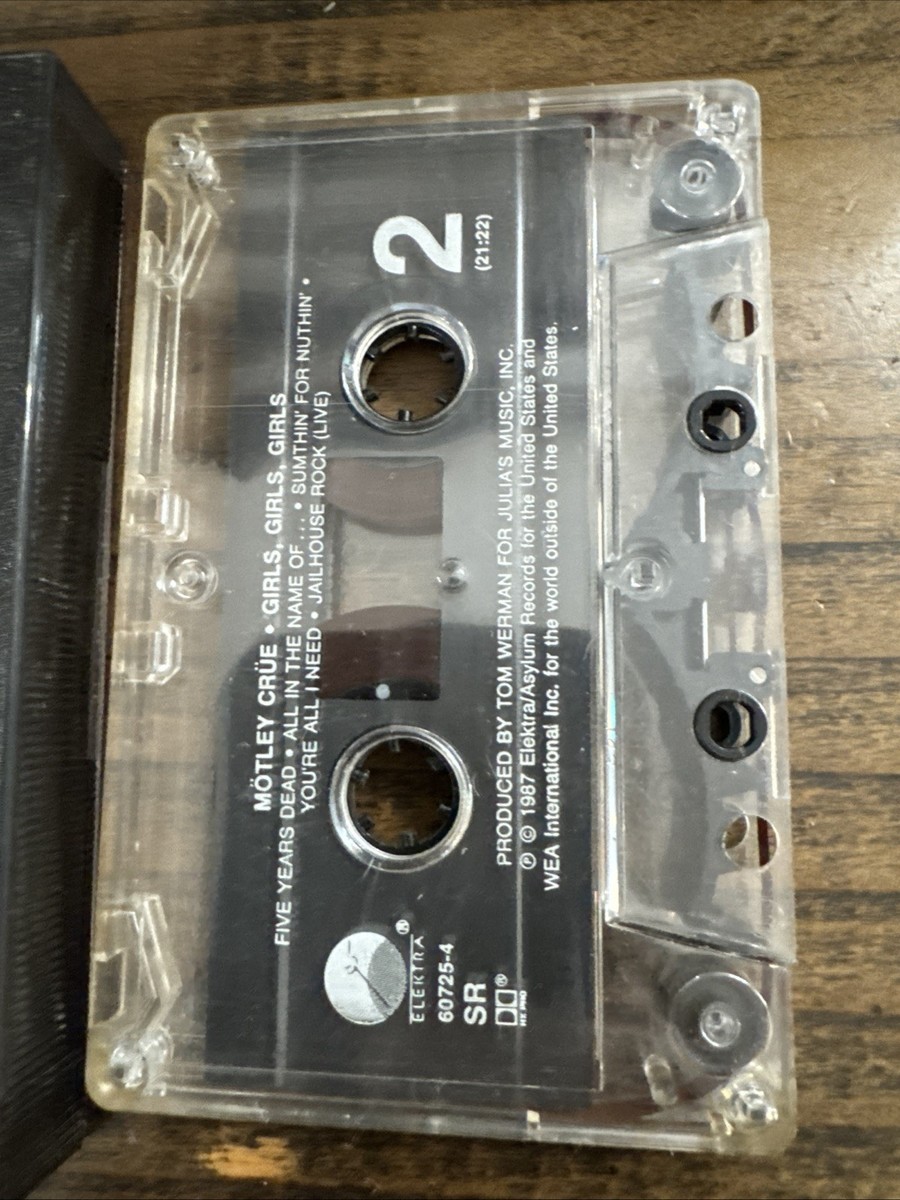 MÖTLEY CRÜE • GIRLS, GIRLS, GIRLS
FIVE YEARS DEAD • ALL IN THE NAME OF ... • SUMTHIN' FOR NUTHIN' •
YOU'RE ALL I NEED • JAILHOUSE ROCK (LIVE)
2
(21:22)
ELEKTRA®
60725-4
SR
®
HX PRO
PRODUCED BY TOM WERMAN FOR JULIA'S MUSIC, INC.
℗ © 1987 Elektra/Asylum Records for the United States and
WEA International Inc. for the world outside of the United States.